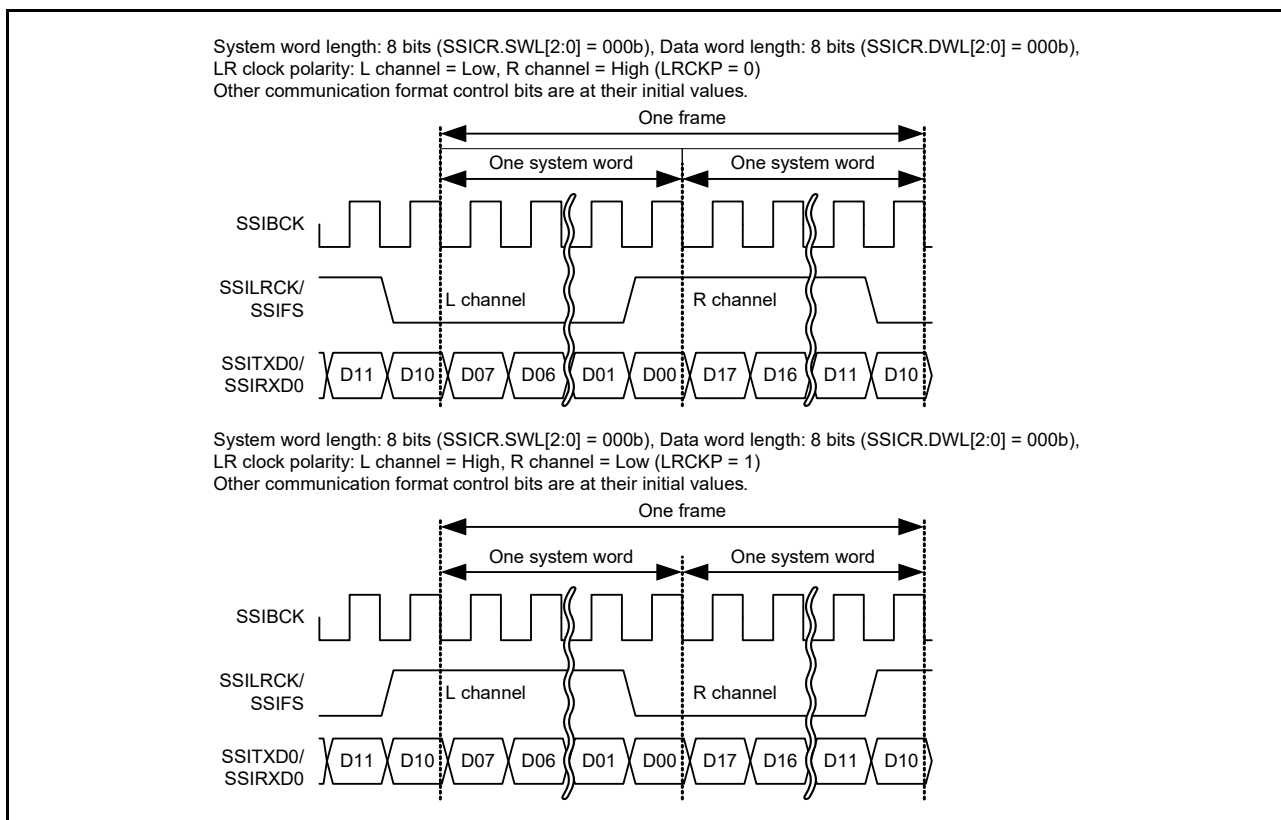 System word length: 8 bits (SSICR.SWL[2:0] = 000b), Data word length: 8 bits (SSICR.DWL[2:0] = 000b),
LR clock polarity: L channel = Low, R channel = High (LRCKP = 0)
Other communication format control bits are at their initial values.
One frame
One system word One system word
SSIBCK
SSILRCK/
SSIFS
L channel R channel
SSITXD0/
SSIRXD0
D11 D10 D07 D06 D01 D00 D17 D16 D11 D10
System word length: 8 bits (SSICR.SWL[2:0] = 000b), Data word length: 8 bits (SSICR.DWL[2:0] = 000b),
LR clock polarity: L channel = High, R channel = Low (LRCKP = 1)
Other communication format control bits are at their initial values.
One frame
One system word One system word
SSIBCK
SSILRCK/
SSIFS
L channel R channel
SSITXD0/
SSIRXD0
D11 D10 D07 D06 D01 D00 D17 D16 D11 D10